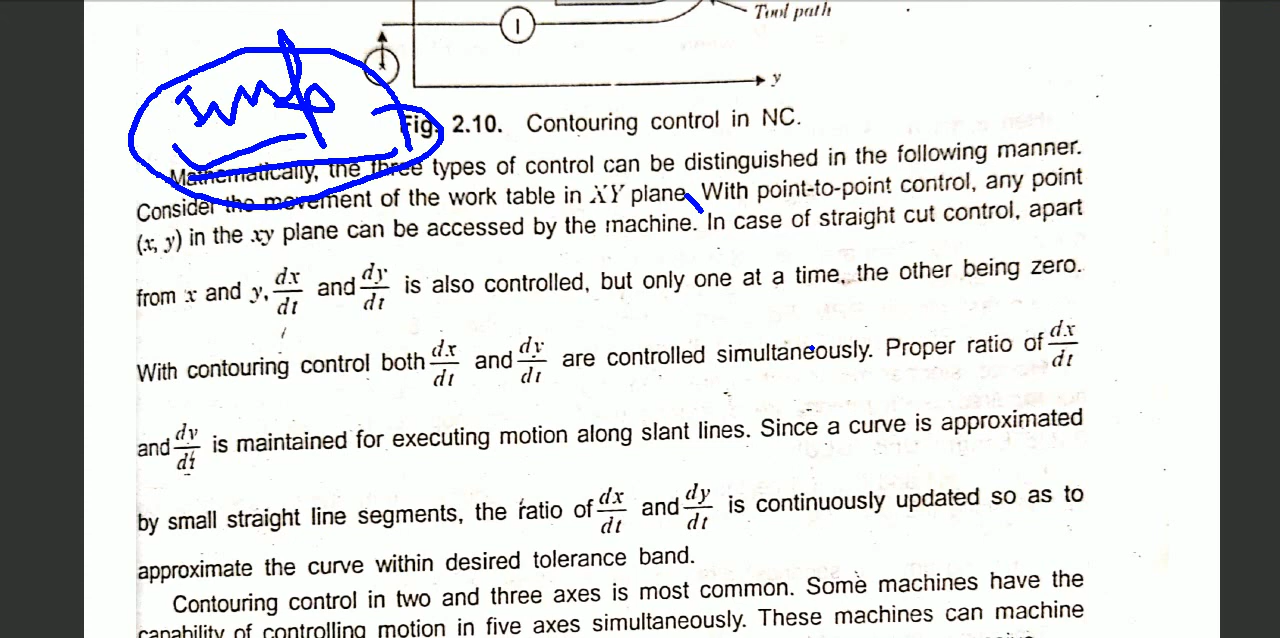 Tool path
1
y
Imp
Fig. 2.10. Contouring control in NC.
Mathematically, the three types of control can be distinguished in the following manner.
Consider the movement of the work table in XY plane. With point-to-point control, any point
(x, y) in the xy plane can be accessed by the machine. In case of straight cut control, apart
from x and y, dx/dt and dy/dt is also controlled, but only one at a time, the other being zero.
With contouring control both dx/dt and dy/dt are controlled simultaneously. Proper ratio of dx/dt
and dy/dt is maintained for executing motion along slant lines. Since a curve is approximated
by small straight line segments, the ratio of dx/dt and dy/dt is continuously updated so as to
approximate the curve within desired tolerance band.
Contouring control in two and three axes is most common. Some machines have the
capability of controlling motion in five axes simultaneously. These machines can machine